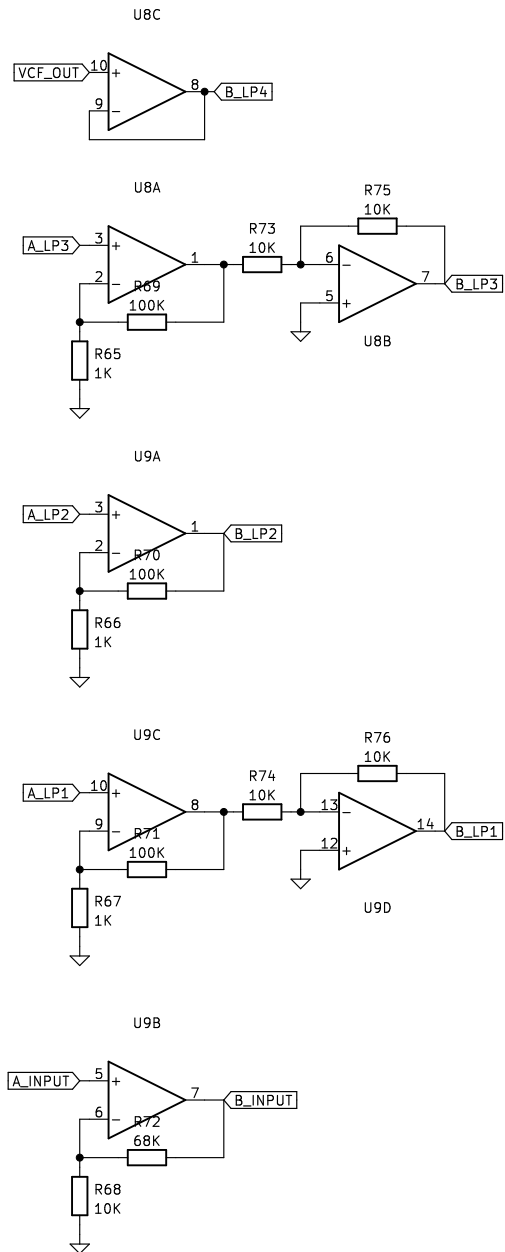 U8C
VCF_OUT
10
+
9
−
8
B_LP4
U8A
A_LP3
3
+
2
−
1
R69
100K
R65
1K
R73
10K
R75
10K
6
−
5
+
7
B_LP3
U8B
U9A
A_LP2
3
+
2
−
1
B_LP2
R70
100K
R66
1K
U9C
A_LP1
10
+
9
−
8
R71
100K
R67
1K
R74
10K
R76
10K
13
−
12
+
14
B_LP1
U9D
U9B
A_INPUT
5
+
6
−
7
B_INPUT
R72
68K
R68
10K